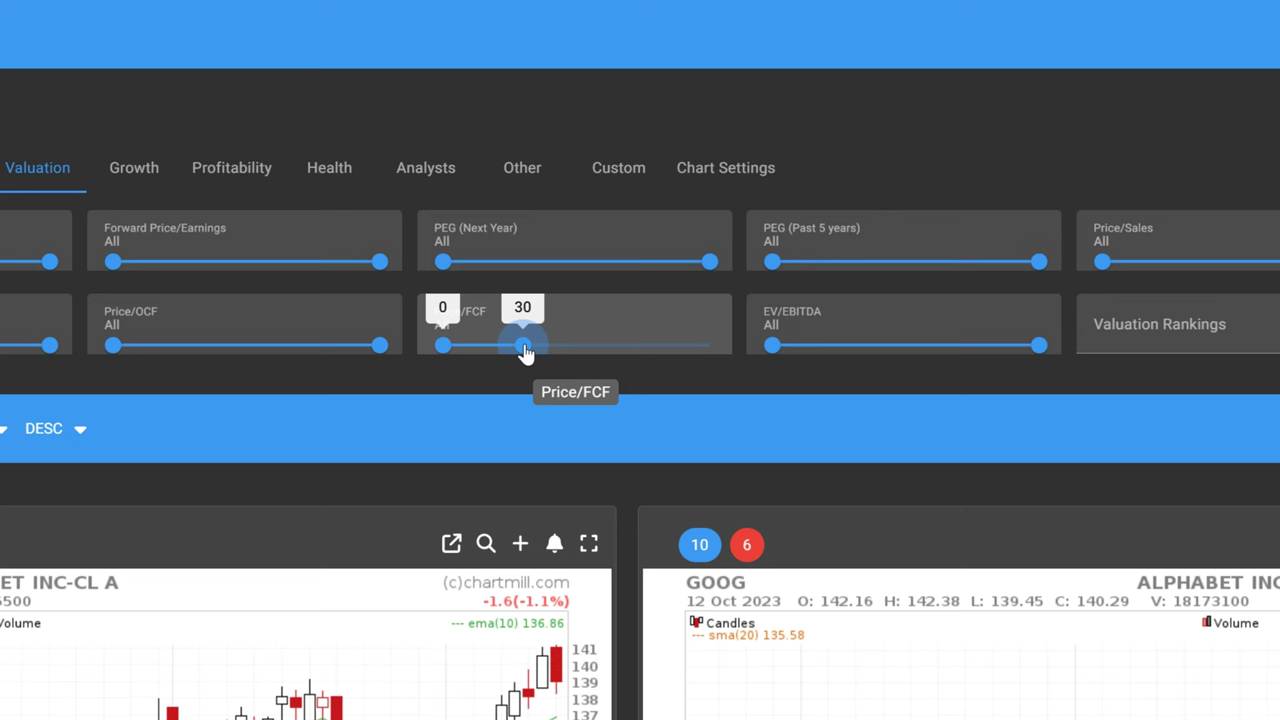 Valuation Growth Profitability Health Analysts Other Custom Chart Settings
Forward Price/Earnings PEG (Next Year) PEG (Past 5 years) Price/Sales
All All All All
0 30
Price/OCF /FCF EV/EBITDA Valuation Rankings
All All
Price/FCF
DESC
10 6
ET INC-CL A (c)chartmill.com
5500 -1.6(-1.1%)
Volume --- ema(10) 136.86
141
140
139
138
137
GOOG ALPHABET INC
12 Oct 2023 O: 142.16 H: 142.38 L: 139.45 C: 140.29 V: 18173100
Candles Volume
--- sma(20) 135.58